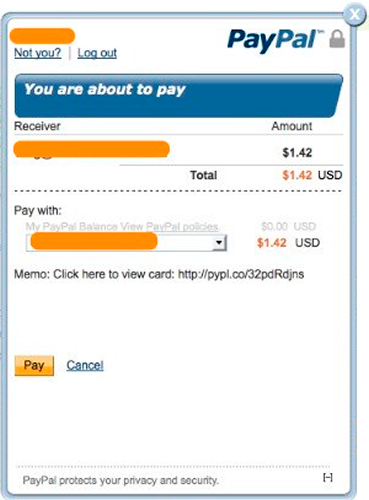 PayPal™
Not you? | Log out
You are about to pay
Receiver Amount
$1.42
Total $1.42 USD
Pay with:
My PayPal Balance View PayPal policies. $0.00 USD
$1.42 USD
Memo: Click here to view card: http://pypl.co/32pdRdjns
Pay Cancel
PayPal protects your privacy and security. [-]